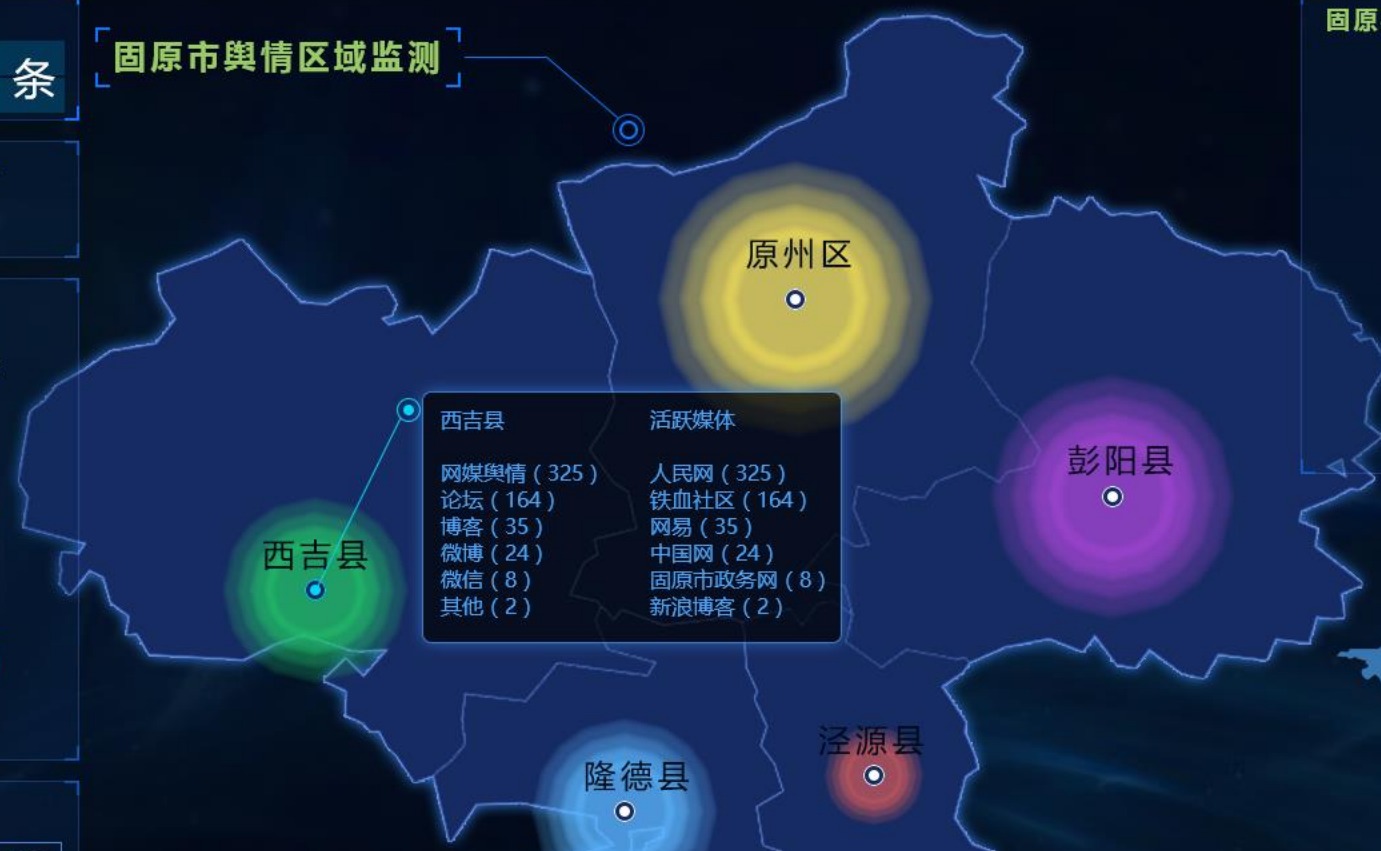 条
固原市舆情区域监测
固原
原州区
彭阳县
西吉县 活跃媒体
网媒舆情（325） 人民网（325）
论坛（164） 铁血社区（164）
博客（35） 网易（35）
微博（24） 中国网（24）
微信（8） 固原市政务网（8）
其他（2） 新浪博客（2）
西吉县
泾源县
隆德县